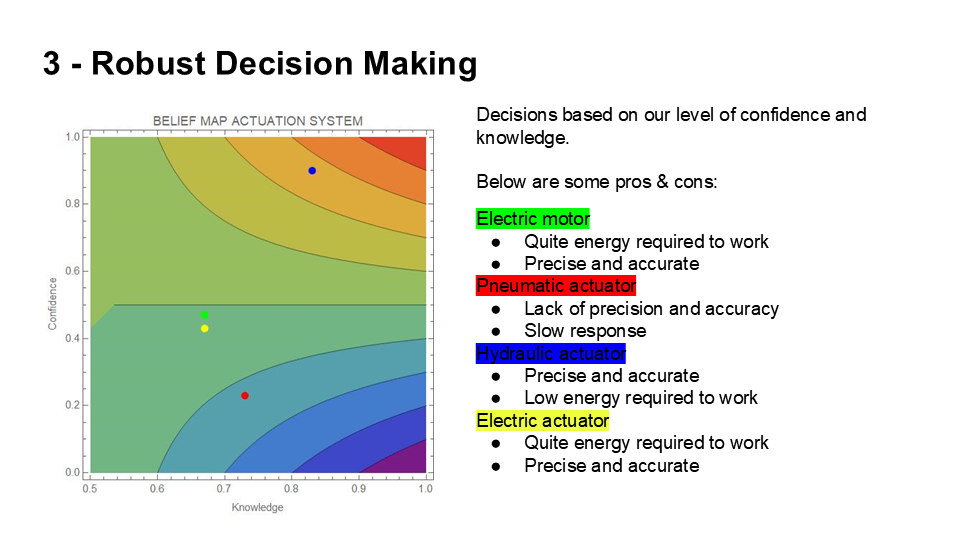 3 - Robust Decision Making
BELIEF MAP ACTUATION SYSTEM
1.0
0.8
0.6
0.4
0.2
0.0
Confidence
0.5 0.6 0.7 0.8 0.9 1.0
Knowledge
Decisions based on our level of confidence and
knowledge.
Below are some pros & cons:
Electric motor
● Quite energy required to work
● Precise and accurate
Pneumatic actuator
● Lack of precision and accuracy
● Slow response
Hydraulic actuator
● Precise and accurate
● Low energy required to work
Electric actuator
● Quite energy required to work
● Precise and accurate